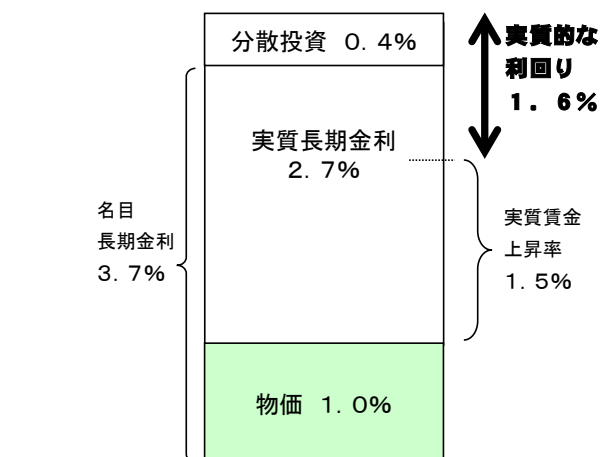 分散投資　０．４％
実質的な
利回り
１．６％
実質長期金利
２．７％
名目
長期金利
３．７％
実質賃金
上昇率
１．５％
物価　１．０％